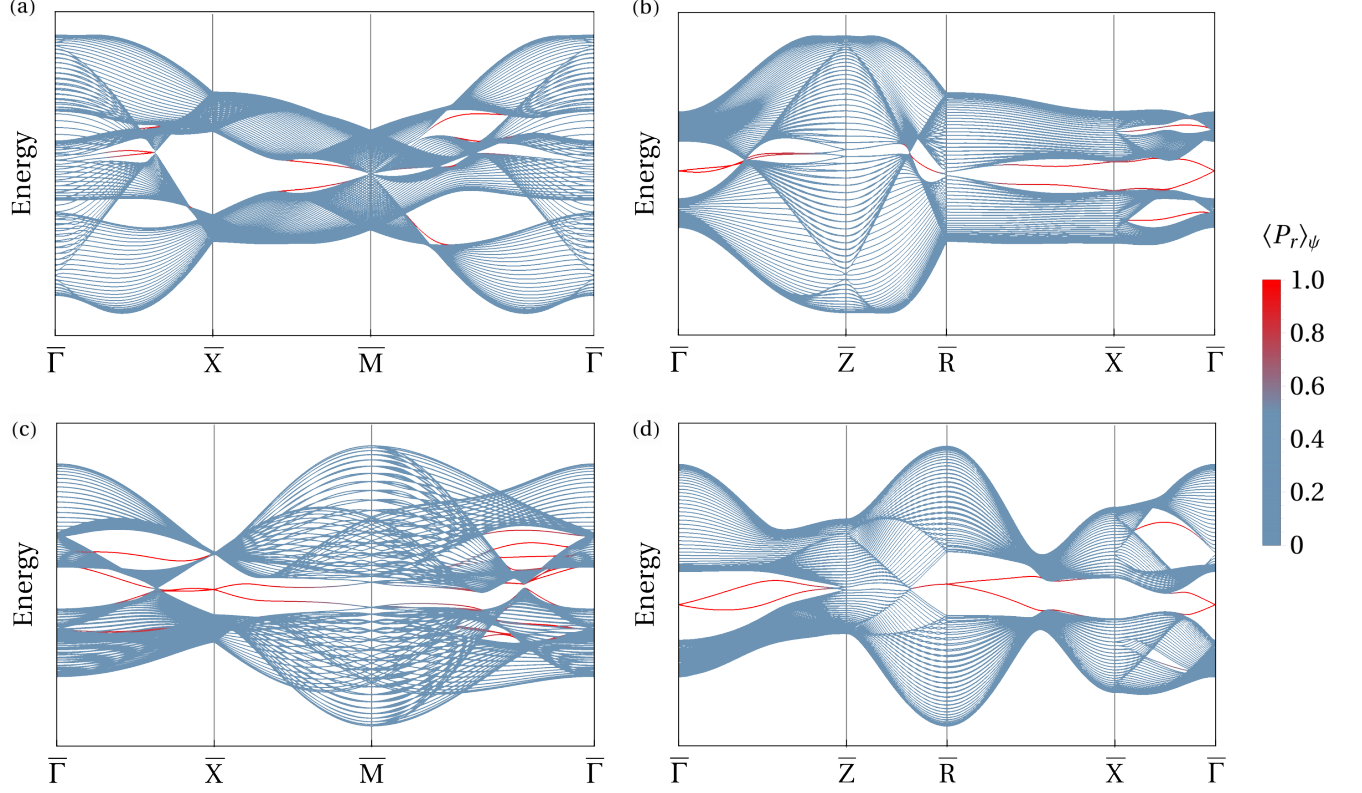 (a)
Energy
Γ̅ X̅ M̅ Γ̅
(b)
Energy
Γ̅ Z̅ R̅ X̅ Γ̅
(c)
Energy
Γ̅ X̅ M̅ Γ̅
(d)
Energy
Γ̅ Z̅ R̅ X̅ Γ̅
⟨P_r⟩_ψ
1.0
0.8
0.6
0.4
0.2
0